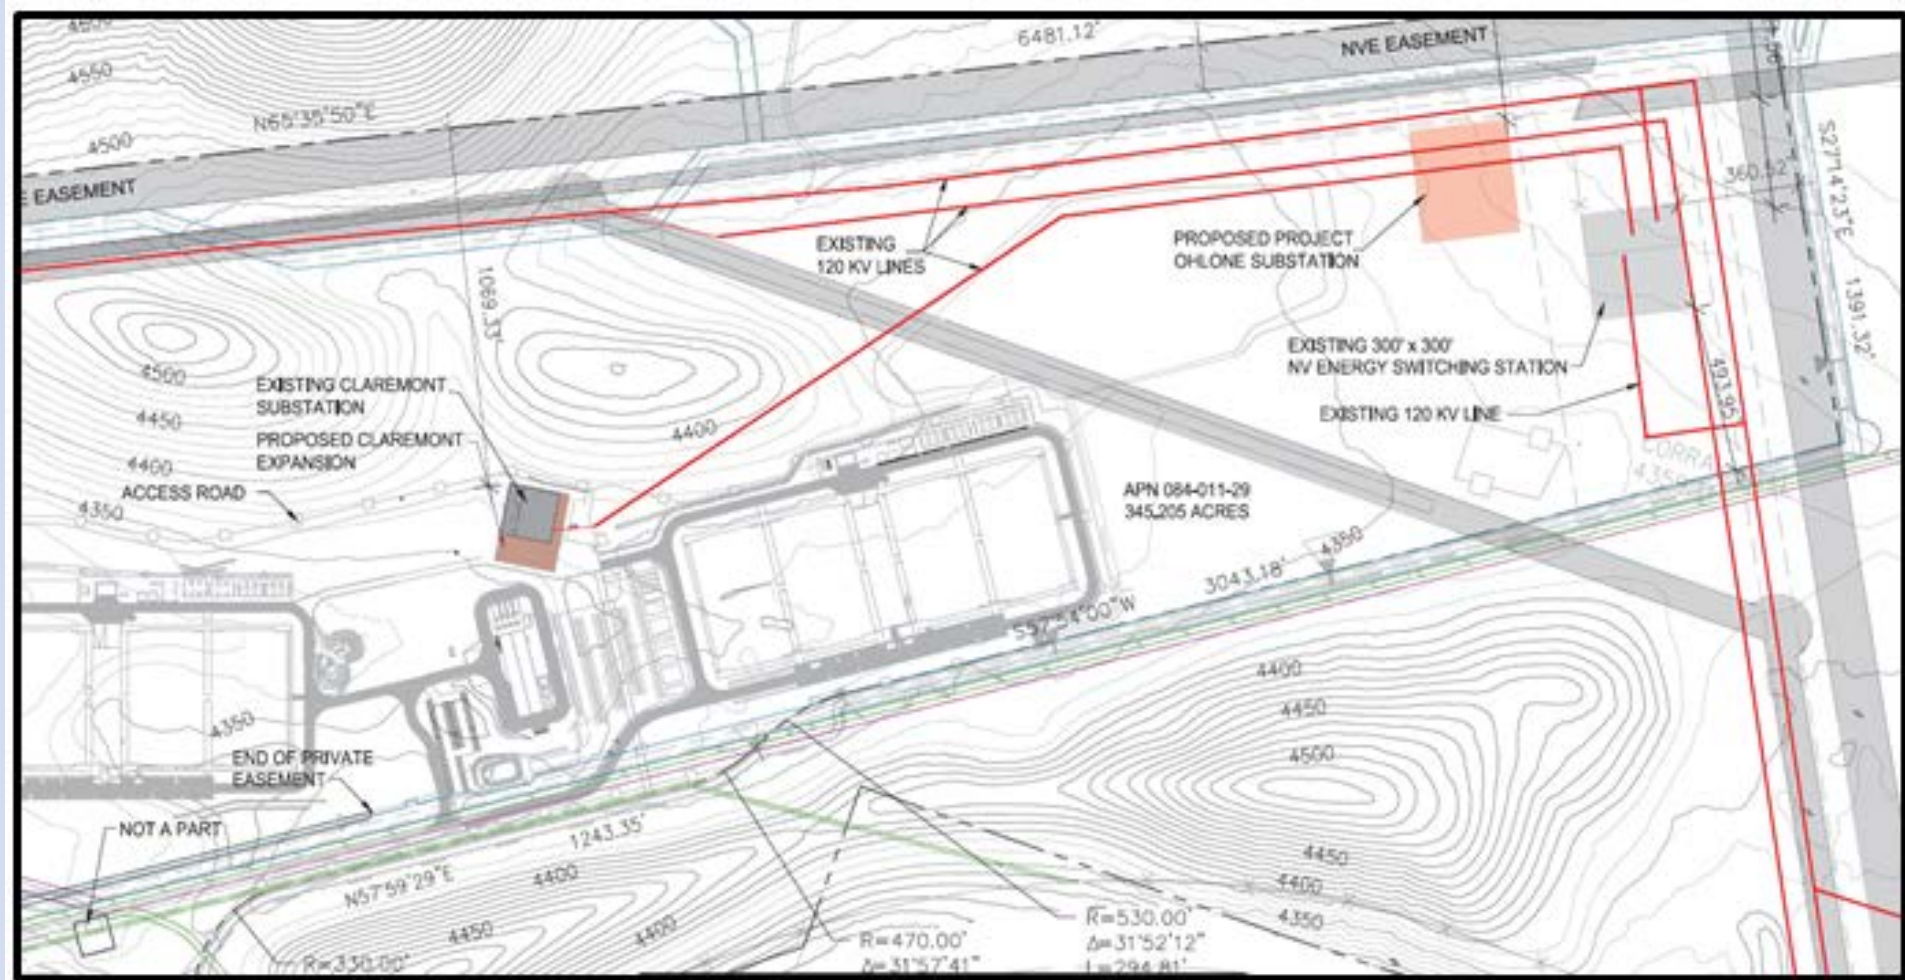 4550
4500
N65°35'50"E
E EASEMENT
6481.12'
NVE EASEMENT
S27°14'23"E
360.52'
1391.32'
1069.33'
EXISTING
120 KV LINES
PROPOSED PROJECT
OHLONE SUBSTATION
EXISTING 300' x 300'
NV ENERGY SWITCHING STATION
EXISTING 120 KV LINE
493.95
4500
4450
4400
4350
EXISTING CLAREMONT
SUBSTATION
PROPOSED CLAREMONT
EXPANSION
ACCESS ROAD
4400
APN 084-011-29
345.205 ACRES
CORRA
4350
3043.18'
S57°54'00"W
4350
END OF PRIVATE
EASEMENT
NOT A PART
1243.35'
N57°59'29"E
4400
4450
4400
R=330.00'
R=470.00'
Δ=31°57'41"
R=530.00'
Δ=31°52'12"
L=294.81'
4400
4450
4500
4450
4400
4350